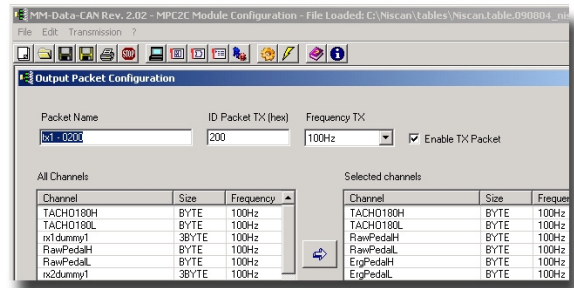 MM-Data-CAN Rev. 2.02 - MPC2C Module Configuration - File Loaded: C:\Niscan\tables\Niscan.table.090804_nis
File Edit Transmission ?
Output Packet Configuration
Packet Name ID Packet TX (hex) Frequency TX
tx1 - 0200 200 100Hz Enable TX Packet
All Channels Selected channels
Channel Size Frequency Channel Size Frequen
TACHO180H BYTE 100Hz TACHO180H BYTE 100Hz
TACHO180L BYTE 100Hz TACHO180L BYTE 100Hz
rx1dummy1 3BYTE 100Hz RawPedalH BYTE 100Hz
RawPedalH BYTE 100Hz RawPedalL BYTE 100Hz
RawPedalL BYTE 100Hz ErgPedalH BYTE 100Hz
rx2dummy1 3BYTE 100Hz ErgPedalL BYTE 100Hz